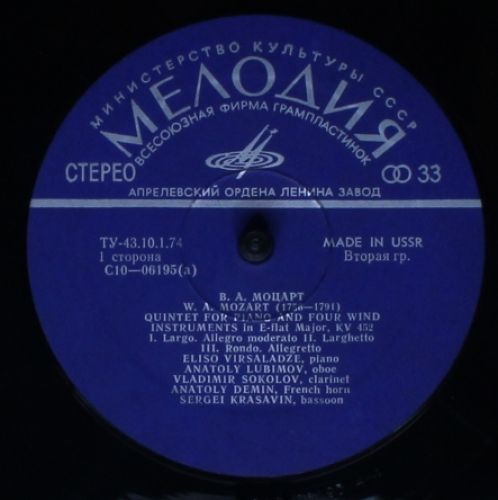 МИНИСТЕРСТВО КУЛЬТУРЫ СССР
МЕЛОДИЯ
ВСЕСОЮЗНАЯ ФИРМА ГРАМПЛАСТИНОК
СТЕРЕО 33
АПРЕЛЕВСКИЙ ОРДЕНА ЛЕНИНА ЗАВОД
ТУ-43.10.1.74 MADE IN USSR
I сторона Вторая гр.
С10—06195(а)
В. А. МОЦАРТ
W. A. MOZART (1756—1791)
QUINTET FOR PIANO AND FOUR WIND
INSTRUMENTS in E-flat Major, KV 452
I. Largo. Allegro moderato II. Larghetto
III. Rondo. Allegretto
ELISO VIRSALADZE, piano
ANATOLY LUBIMOV, oboe
VLADIMIR SOKOLOV, clarinet
ANATOLY DEMIN, French horn
SERGEI KRASAVIN, bassoon